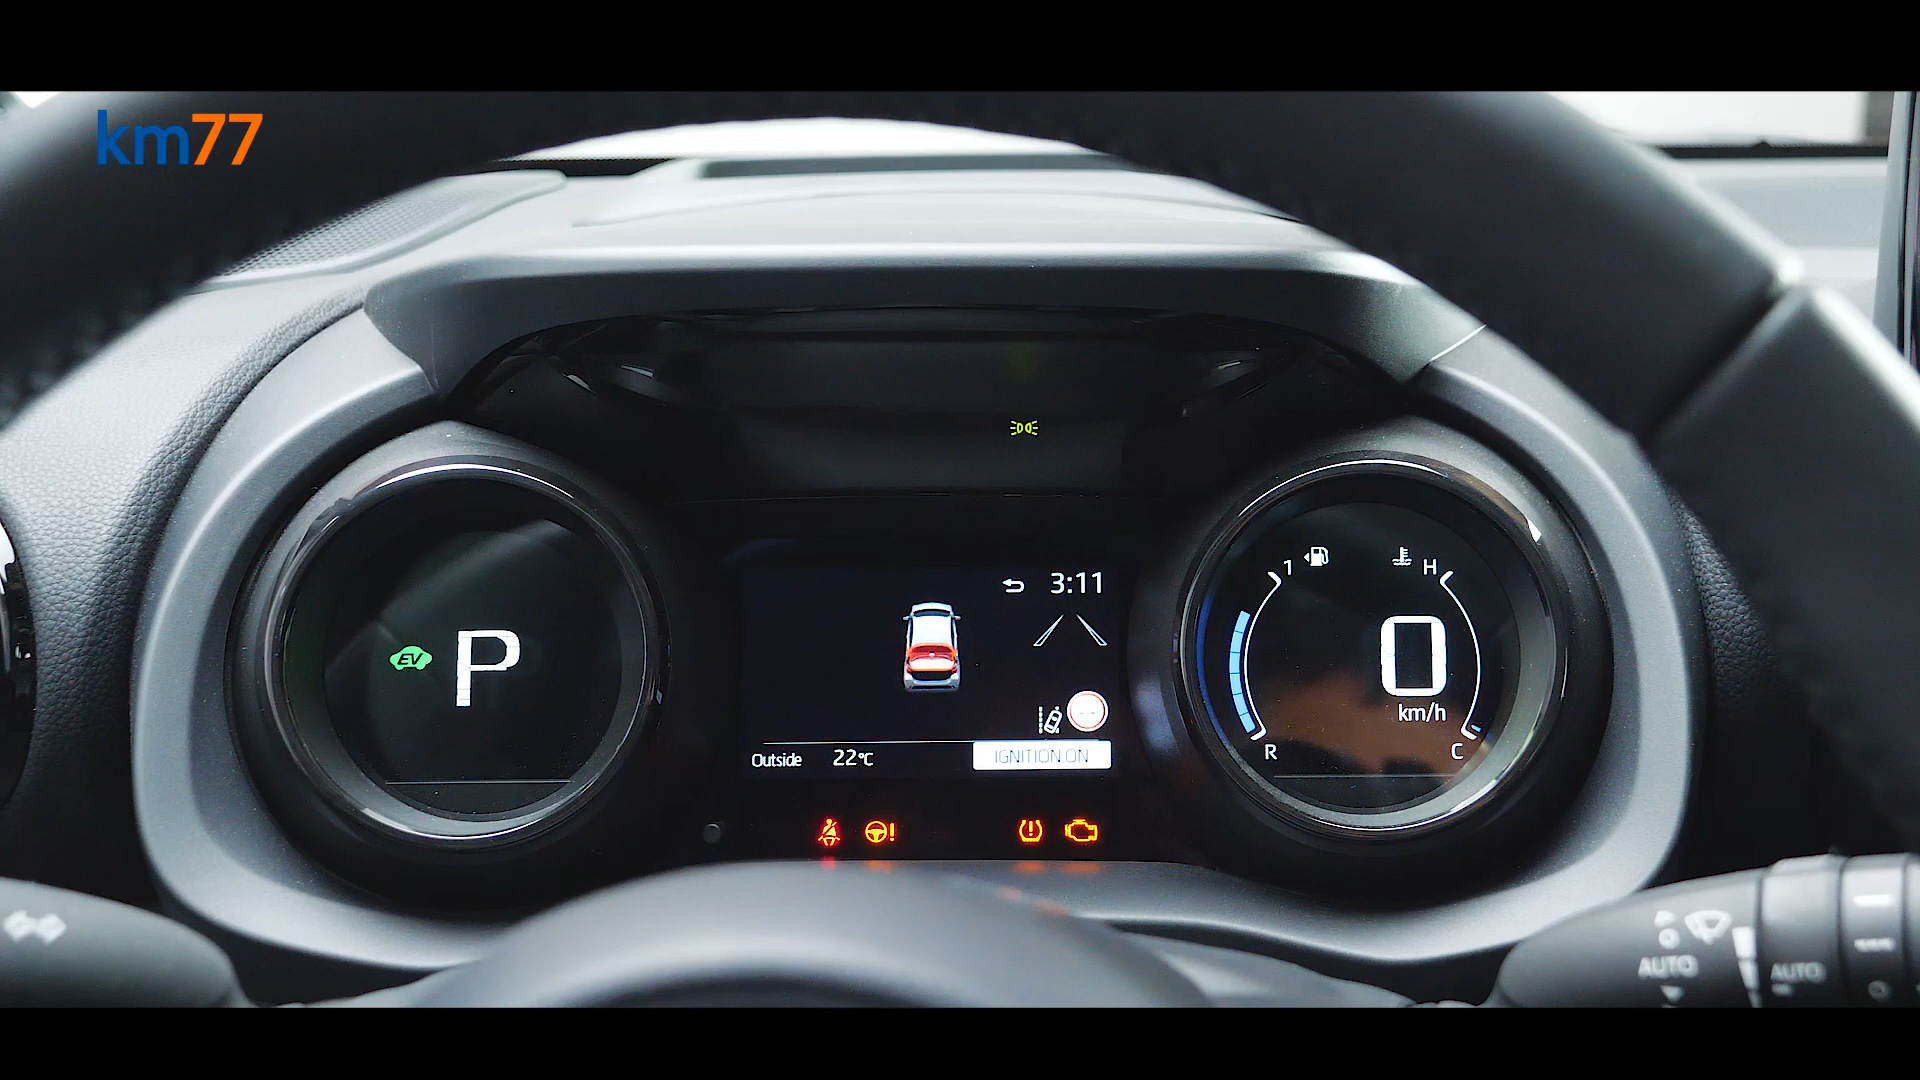 km77
3:11
EV
P
Outside 22°C
IGNITION ON
1
H
0
km/h
R
C
AUTO
AUTO